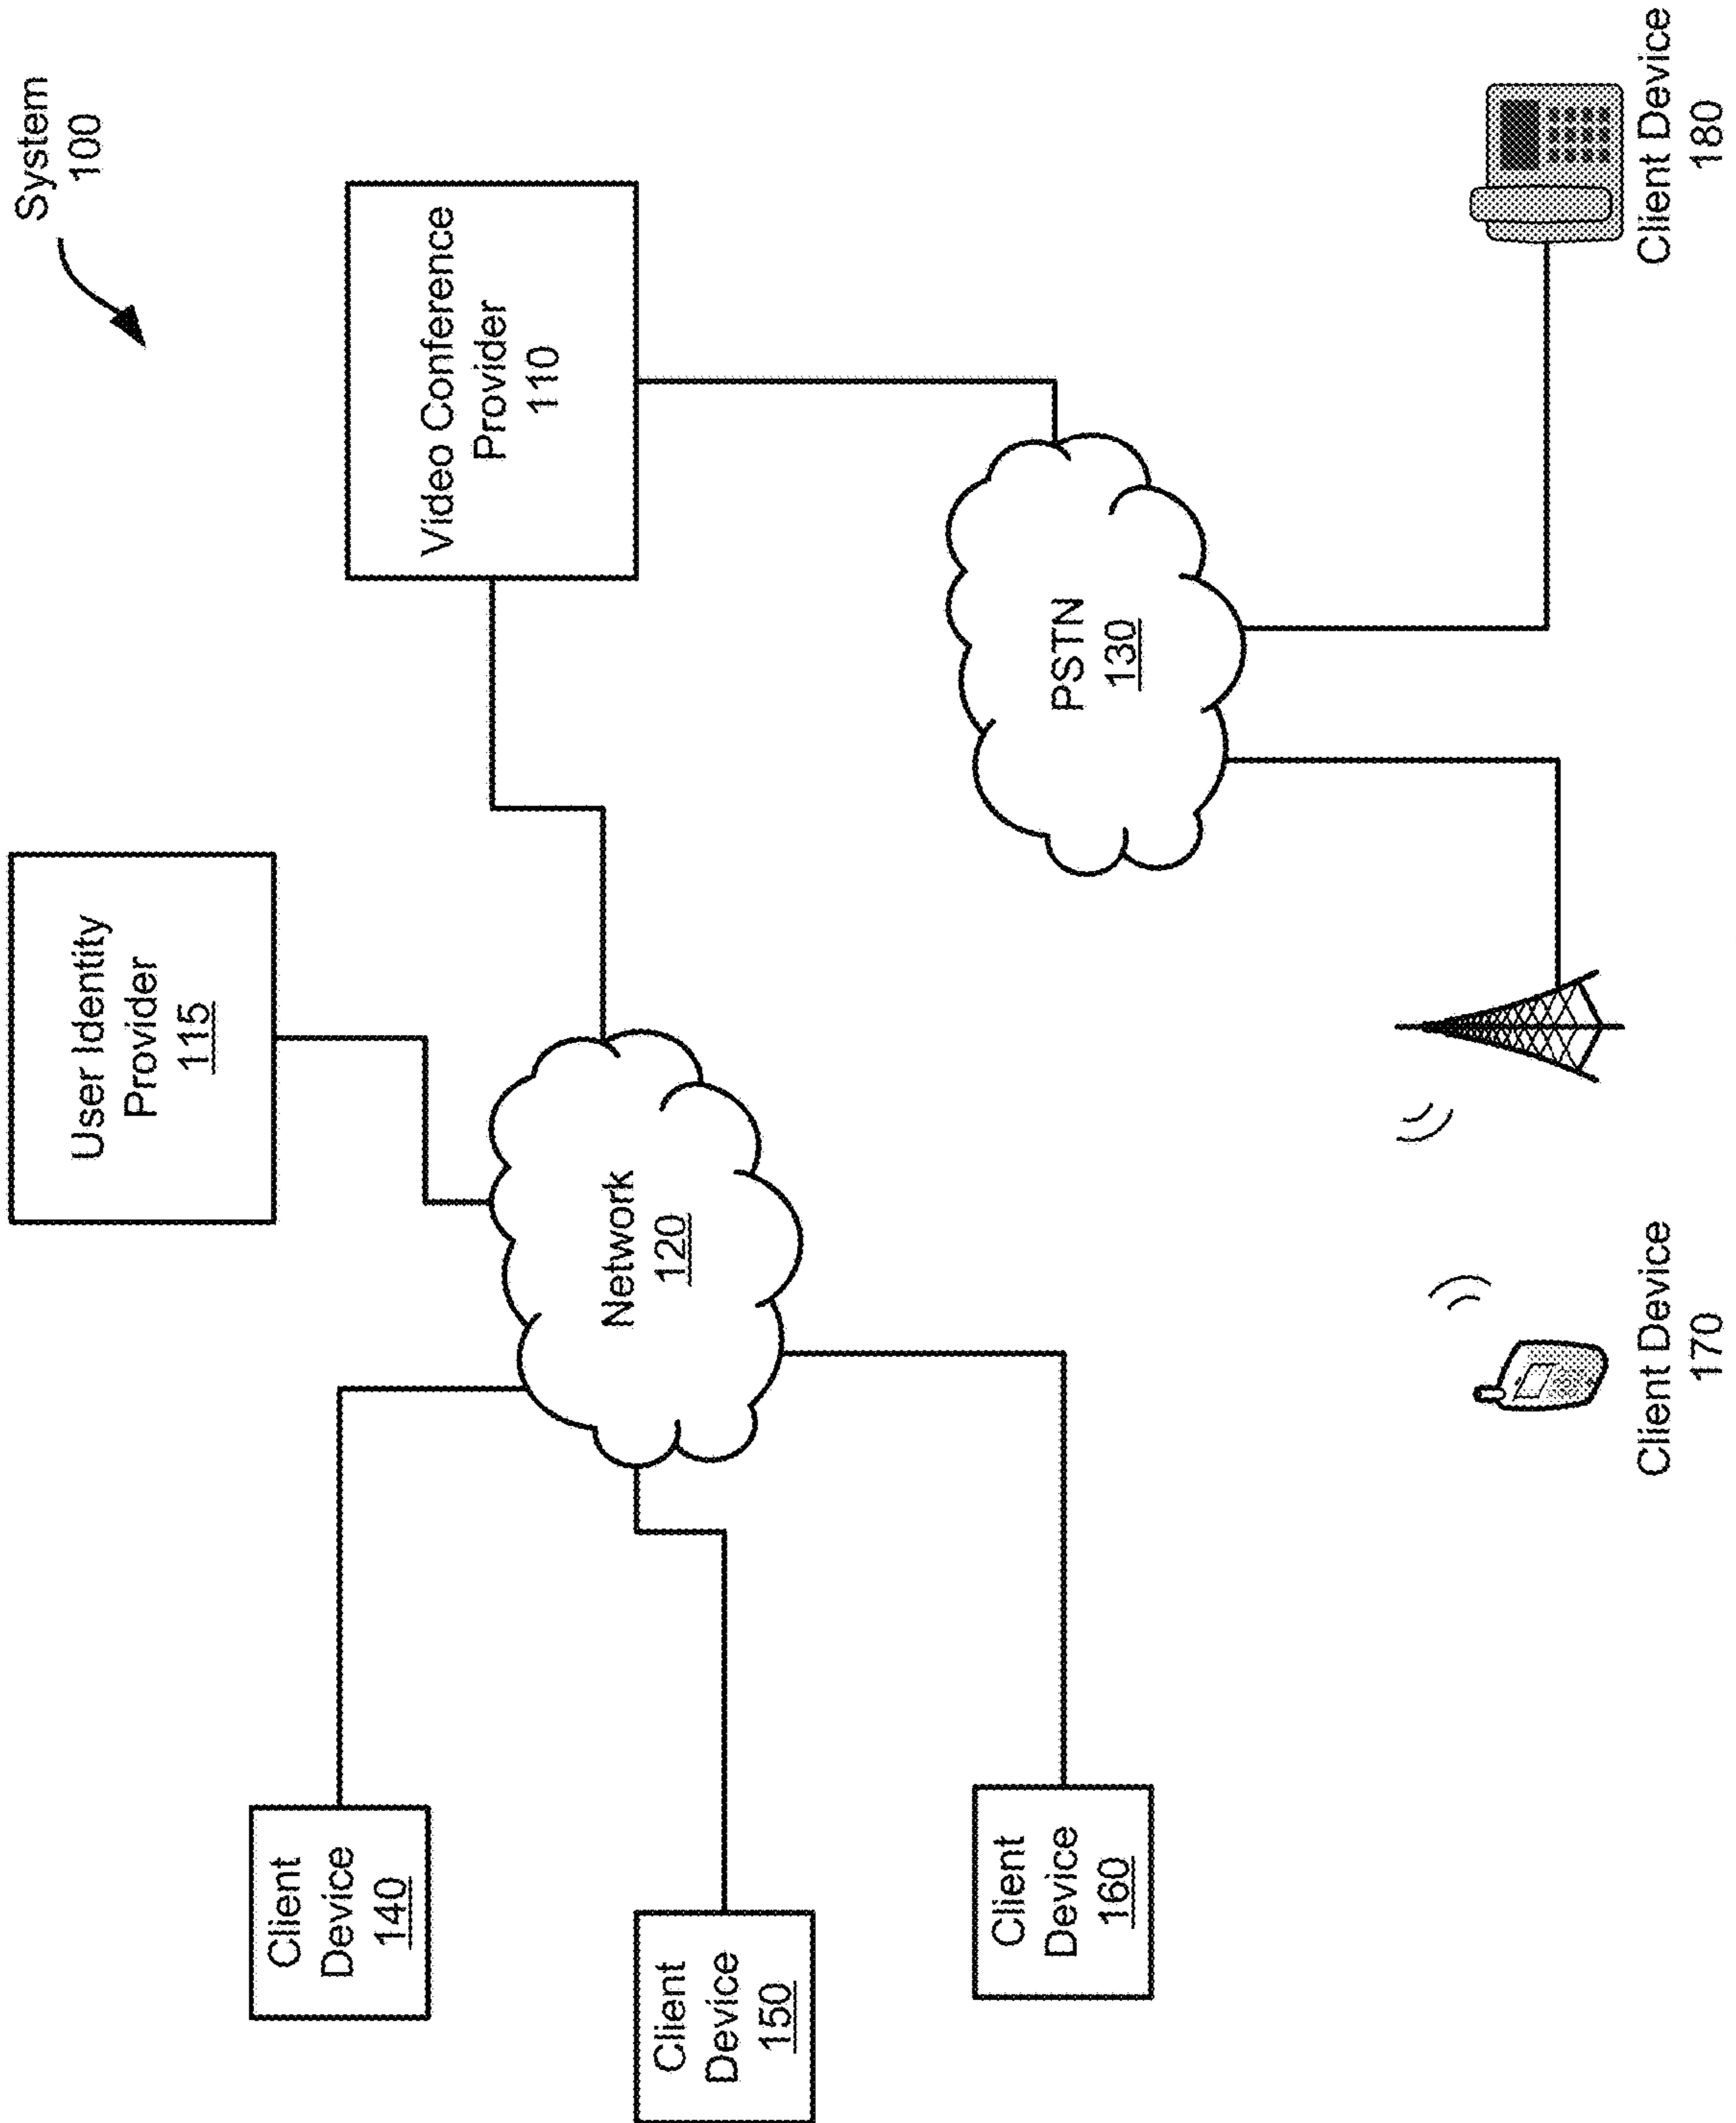 System
100
User Identity
Provider
115
Video Conference
Provider
110
Client
Device
140
Network
120
Client
Device
150
PSTN
130
Client
Device
160
Client Device
170
Client Device
180